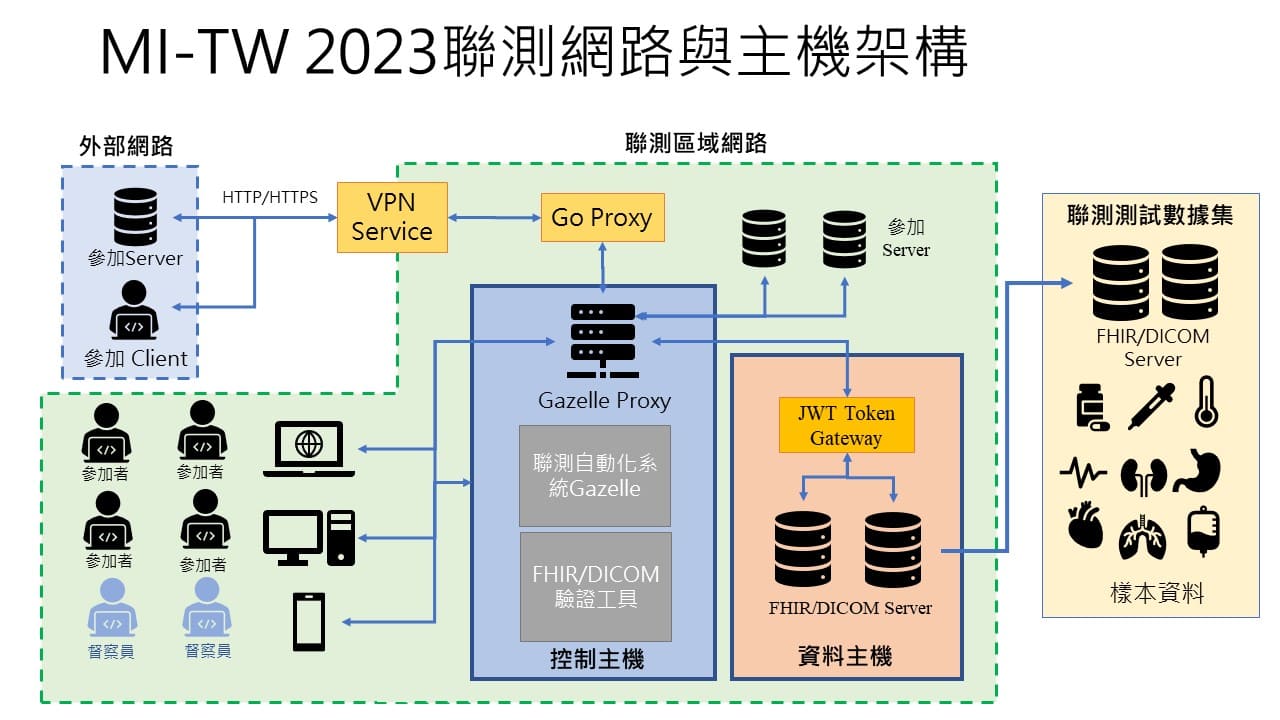 MI-TW 2023聯測網路與主機架構
外部網路
參加Server
參加 Client
HTTP/HTTPS
聯測區域網路
VPN
Service
Go Proxy
參加
Server
Gazelle Proxy
聯測自動化系
統Gazelle
FHIR/DICOM
驗證工具
控制主機
JWT Token
Gateway
FHIR/DICOM Server
資料主機
參加者
參加者
參加者
參加者
督察員
督察員
聯測測試數據集
FHIR/DICOM
Server
樣本資料